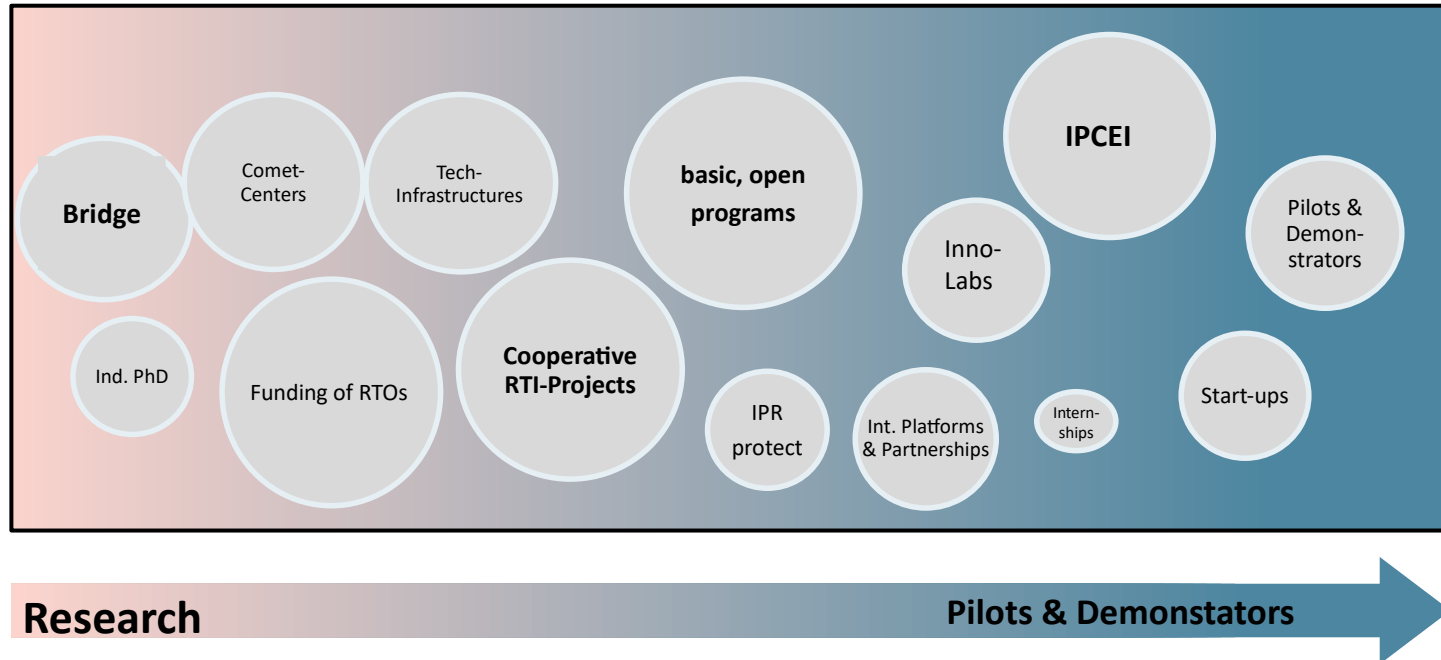 Bridge
Comet-
Centers
Tech-
Infrastructures
basic, open
programs
IPCEI
Inno-
Labs
Pilots &
Demon-
strators
Ind. PhD
Funding of RTOs
Cooperative
RTI-Projects
IPR
protect
Int. Platforms
& Partnerships
Intern-
ships
Start-ups
Research
Pilots & Demonstators